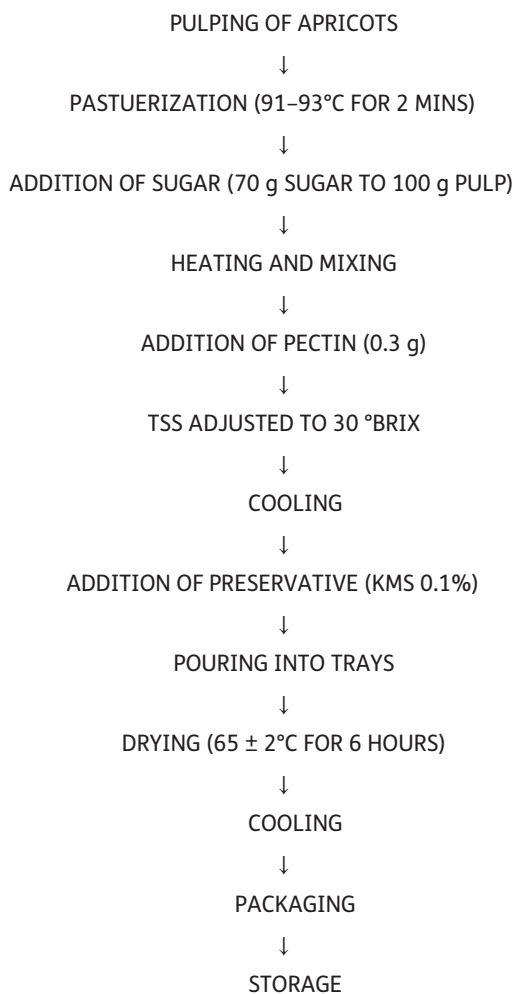 PULPING OF APRICOTS
↓
PASTUERIZATION (91–93°C FOR 2 MINS)
↓
ADDITION OF SUGAR (70 g SUGAR TO 100 g PULP)
↓
HEATING AND MIXING
↓
ADDITION OF PECTIN (0.3 g)
↓
TSS ADJUSTED TO 30 °BRIX
↓
COOLING
↓
ADDITION OF PRESERVATIVE (KMS 0.1%)
↓
POURING INTO TRAYS
↓
DRYING (65 ± 2°C FOR 6 HOURS)
↓
COOLING
↓
PACKAGING
↓
STORAGE